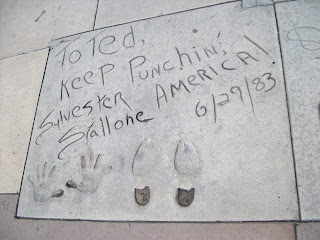 To Ted,
Keep Punchin',
America!
Sylvester
Stallone
6/29/83